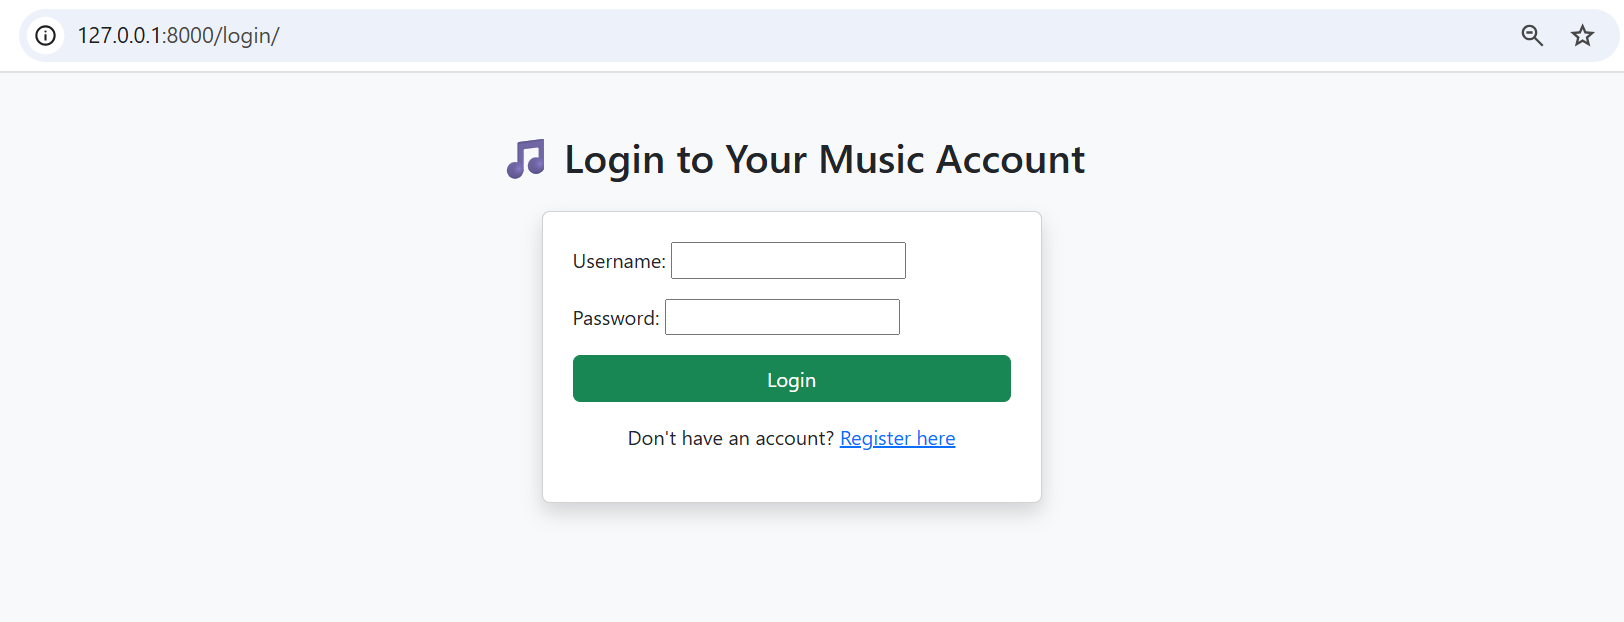 127.0.0.1:8000/login/
🎵 Login to Your Music Account
Username:
Password:
Login
Don't have an account? Register here